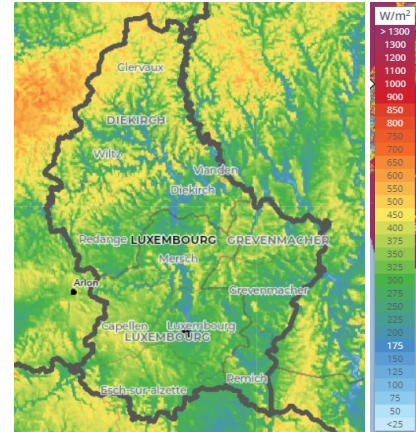 Clervaux
DIEKIRCH
Wiltz
Vianden
Diekirch
Redange
LUXEMBOURG
GREVENMACHER
Mersch
Arlon
Grevenmacher
Capellen
Luxembourg
LUXEMBOURG
Remich
Esch-sur-alzette
W/m²
> 1300
1300
1200
1100
1000
900
850
800
750
700
650
600
550
500
450
400
375
350
325
300
275
250
225
200
175
150
125
100
75
50
<25